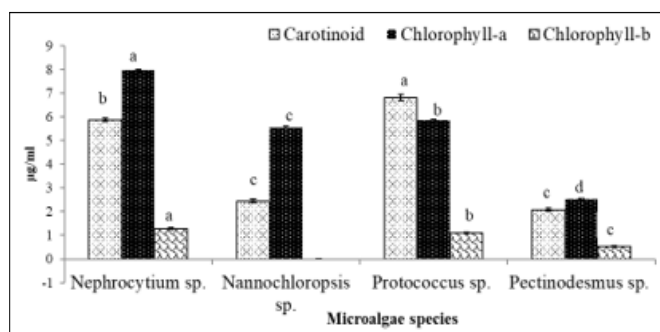 Carotinoid Chlorophyll-a Chlorophyll-b
9
8
7
6
5
4
3
2
1
0
-1
µg/ml
b a a
c c
a b b
c d c
Nephrocytium sp. Nannochloropsis sp. Protococcus sp. Pectinodesmus sp.
Microalgae species